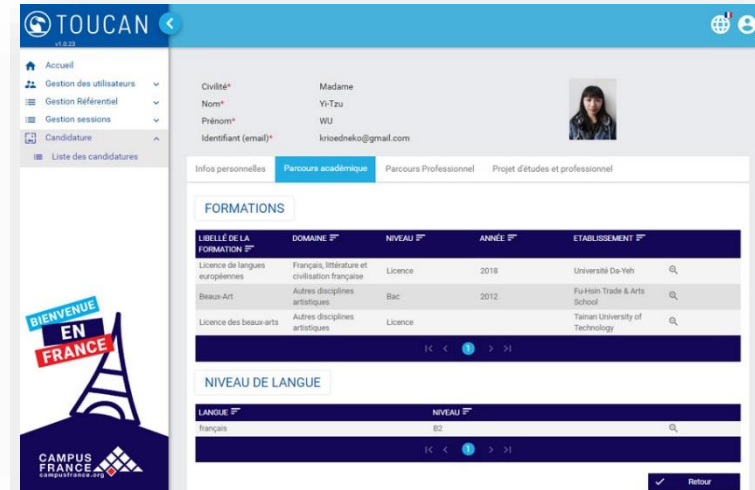 TOUCAN
v1.0.23
Accueil
Gestion des utilisateurs
Gestion Référentiel
Gestion sessions
Candidature
Liste des candidatures
BIENVENUE
EN
FRANCE
CAMPUS
FRANCE
campusfrance.org
Civilité* Madame
Nom* Yi-Tzu
Prénom* WU
Identifiant (email)* krioedneko@gmail.com
Infos personnelles Parcours académique Parcours Professionnel Projet d'études et professionnel
FORMATIONS
LIBELLÉ DE LA FORMATION DOMAINE NIVEAU ANNÉE ETABLISSEMENT
Licence de langues européennes Français, littérature et civilisation française Licence 2018 Université Da-Yeh
Beaux-Art Autres disciplines artistiques Bac 2012 Fu-Hsin Trade & Arts School
Licence des beaux-arts Autres disciplines artistiques Licence Tainan University of Technology
1
NIVEAU DE LANGUE
LANGUE NIVEAU
français B2
1
Retour